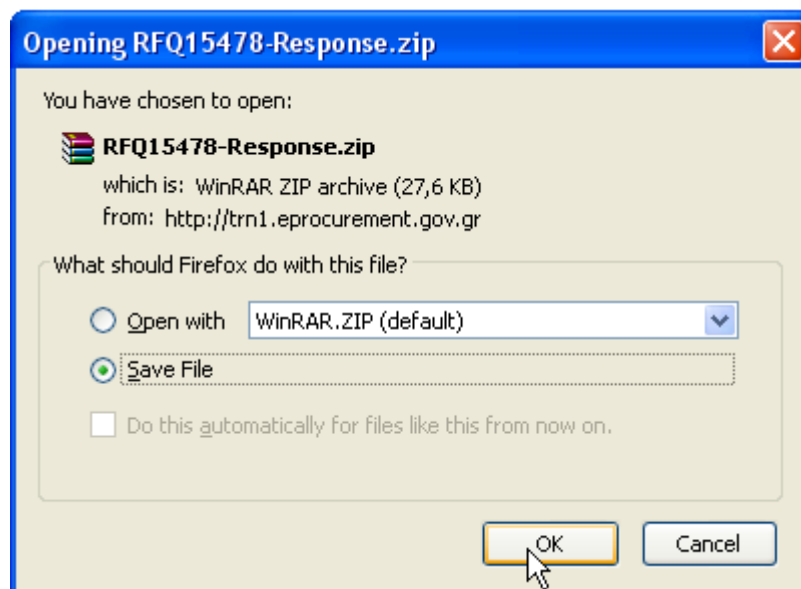 Opening RFQ15478-Response.zip
You have chosen to open:
RFQ15478-Response.zip
which is: WinRAR ZIP archive (27,6 KB)
from: http://trn1.eprocurement.gov.gr
What should Firefox do with this file?
Open with WinRAR.ZIP (default)
Save File
Do this automatically for files like this from now on.
OK Cancel